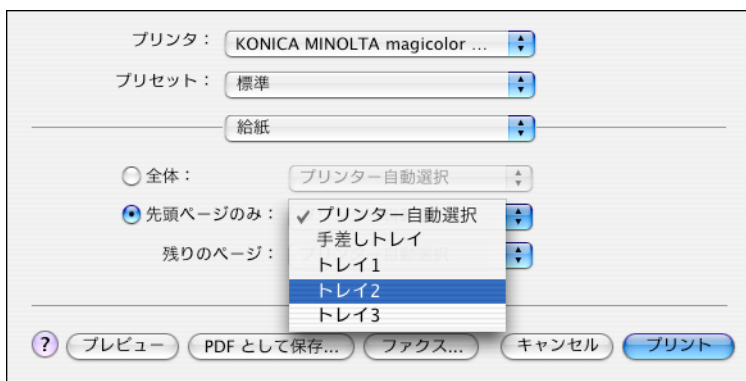 プリンタ： KONICA MINOLTA magicolor ...
プリセット： 標準
給紙
全体： プリンター自動選択
先頭ページのみ： ✓ プリンター自動選択
手差しトレイ
残りのページ：
トレイ1
トレイ2
トレイ3
? プレビュー PDF として保存... ファクス... キャンセル プリント